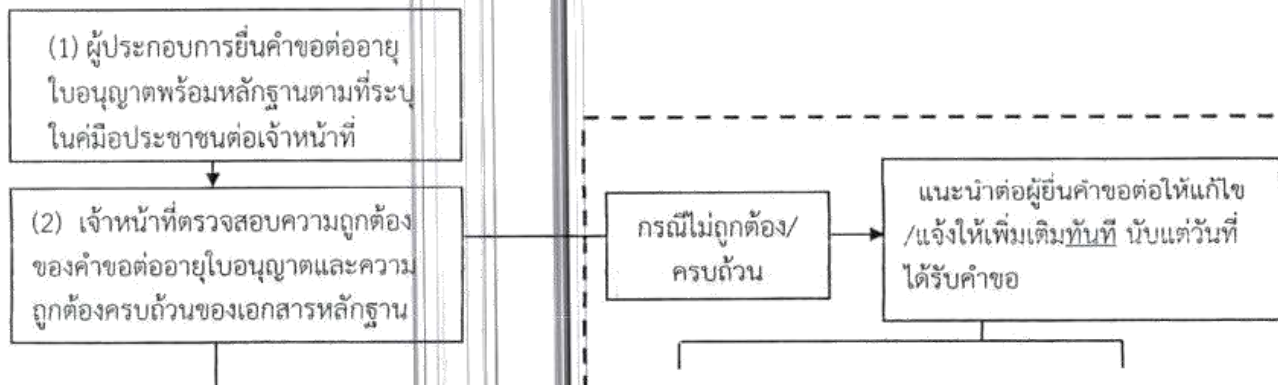 (1) ผู้ประกอบการยื่นคำขอต่ออายุ
ใบอนุญาตพร้อมหลักฐานตามที่ระบุ
ในคู่มือประชาชนต่อเจ้าหน้าที่
(2) เจ้าหน้าที่ตรวจสอบความถูกต้อง
ของคำขอต่ออายุใบอนุญาตและความ
ถูกต้องครบถ้วนของเอกสารหลักฐาน
กรณีไม่ถูกต้อง/
ครบถ้วน
แนะนำต่อผู้ยื่นคำขอต่อให้แก้ไข
/แจ้งให้เพิ่มเติมทันที นับแต่วันที่
ได้รับคำขอ